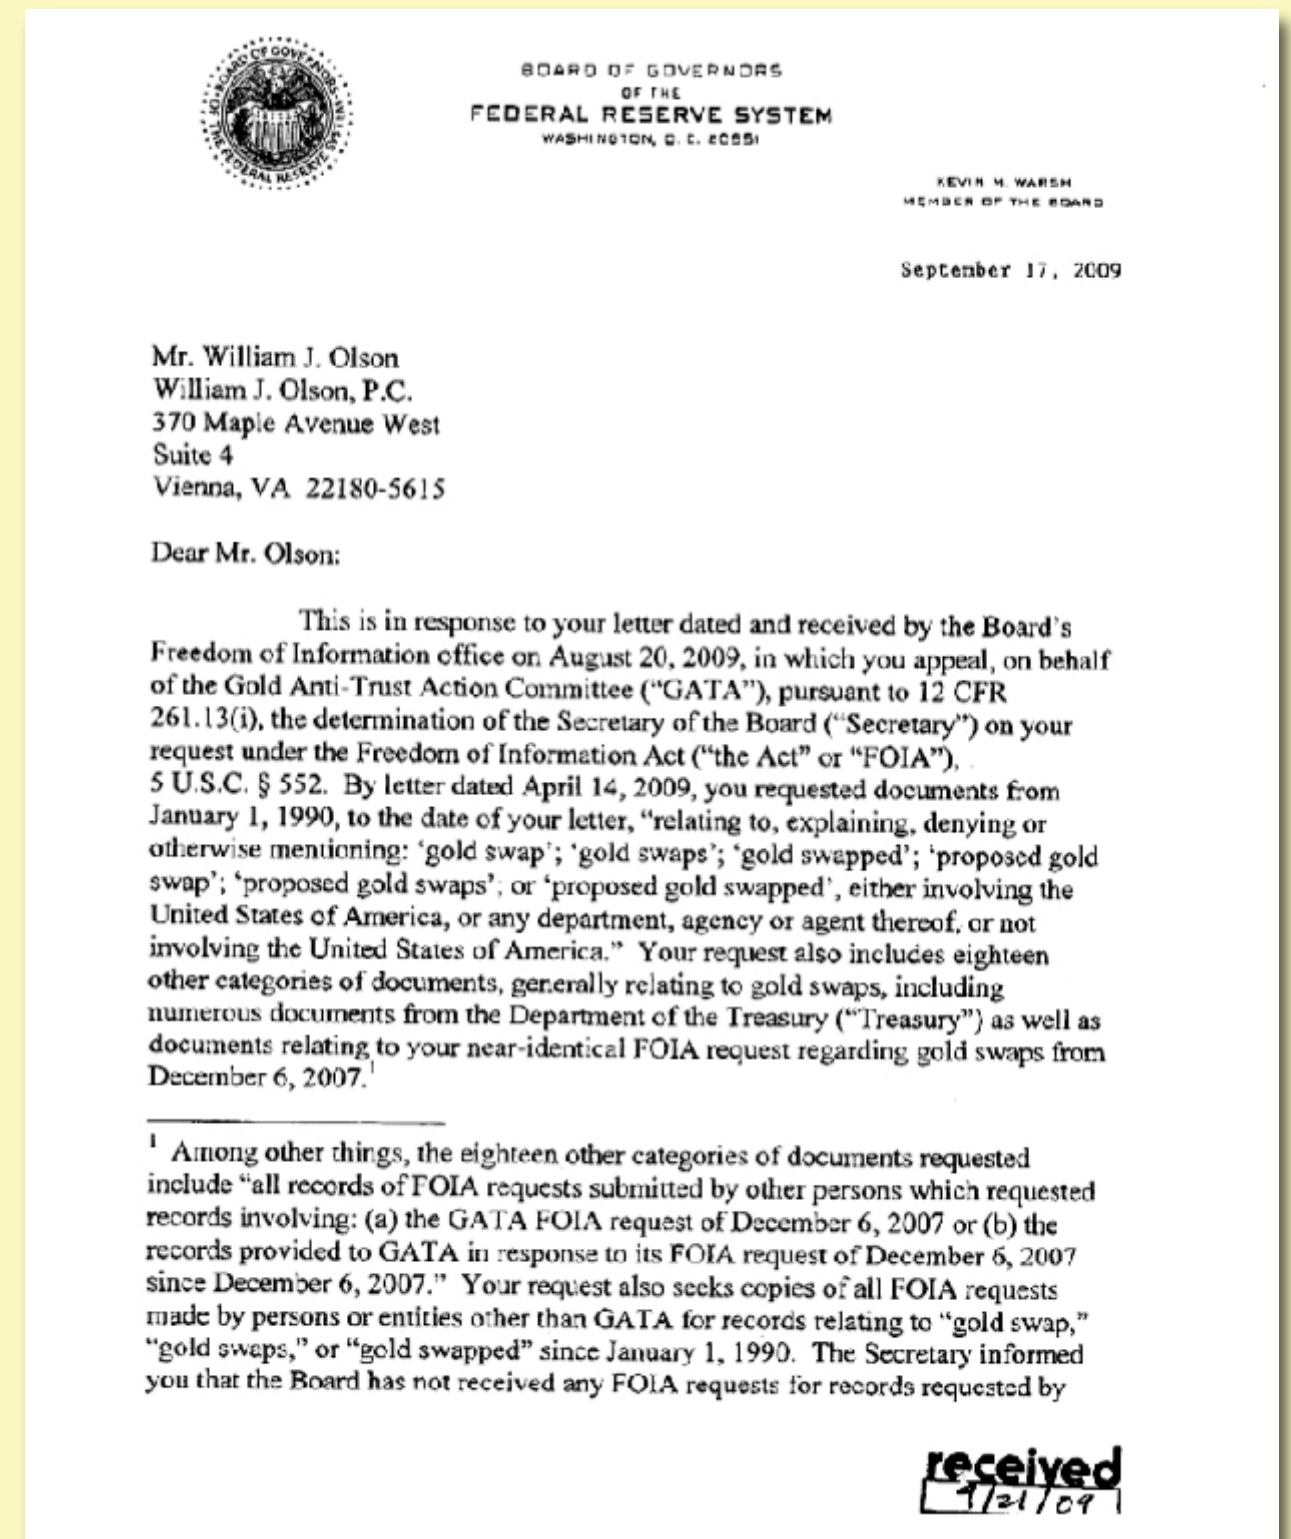 BOARD OF GOVERNORS
OF THE
FEDERAL RESERVE SYSTEM
WASHINGTON, D. C. 20551
BOARD OF GOVERNORS
THE FEDERAL RESERVE SYSTEM
KEVIN M. WARSH
MEMBER OF THE BOARD
September 17, 2009
Mr. William J. Olson
William J. Olson, P.C.
370 Maple Avenue West
Suite 4
Vienna, VA 22180-5615
Dear Mr. Olson:
This is in response to your letter dated and received by the Board's
Freedom of Information office on August 20, 2009, in which you appeal, on behalf
of the Gold Anti-Trust Action Committee ("GATA"), pursuant to 12 CFR
261.13(i), the determination of the Secretary of the Board ("Secretary") on your
request under the Freedom of Information Act ("the Act" or "FOIA"),
5 U.S.C. § 552. By letter dated April 14, 2009, you requested documents from
January 1, 1990, to the date of your letter, "relating to, explaining, denying or
otherwise mentioning: 'gold swap'; 'gold swaps'; 'gold swapped'; 'proposed gold
swap'; 'proposed gold swaps'; or 'proposed gold swapped', either involving the
United States of America, or any department, agency or agent thereof, or not
involving the United States of America." Your request also includes eighteen
other categories of documents, generally relating to gold swaps, including
numerous documents from the Department of the Treasury ("Treasury") as well as
documents relating to your near-identical FOIA request regarding gold swaps from
December 6, 2007.1
1 Among other things, the eighteen other categories of documents requested
include "all records of FOIA requests submitted by other persons which requested
records involving: (a) the GATA FOIA request of December 6, 2007 or (b) the
records provided to GATA in response to its FOIA request of December 6, 2007
since December 6, 2007." Your request also seeks copies of all FOIA requests
made by persons or entities other than GATA for records relating to "gold swap,"
"gold swaps," or "gold swapped" since January 1, 1990. The Secretary informed
you that the Board has not received any FOIA requests for records requested by
received
9/21/09